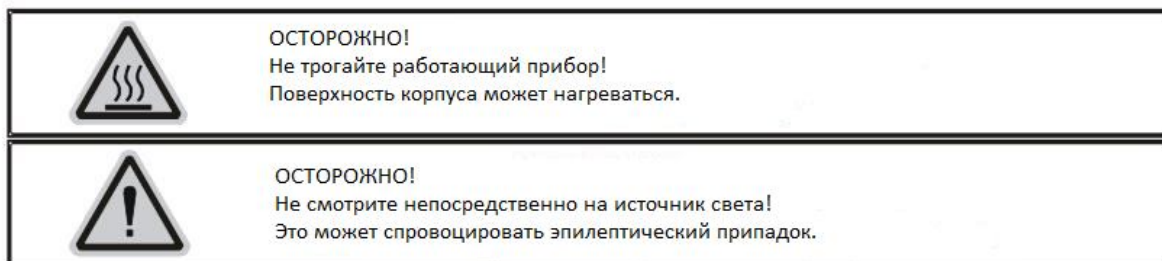 ОСТОРОЖНО!
Не трогайте работающий прибор!
Поверхность корпуса может нагреваться.
ОСТОРОЖНО!
Не смотрите непосредственно на источник света!
Это может спровоцировать эпилептический припадок.